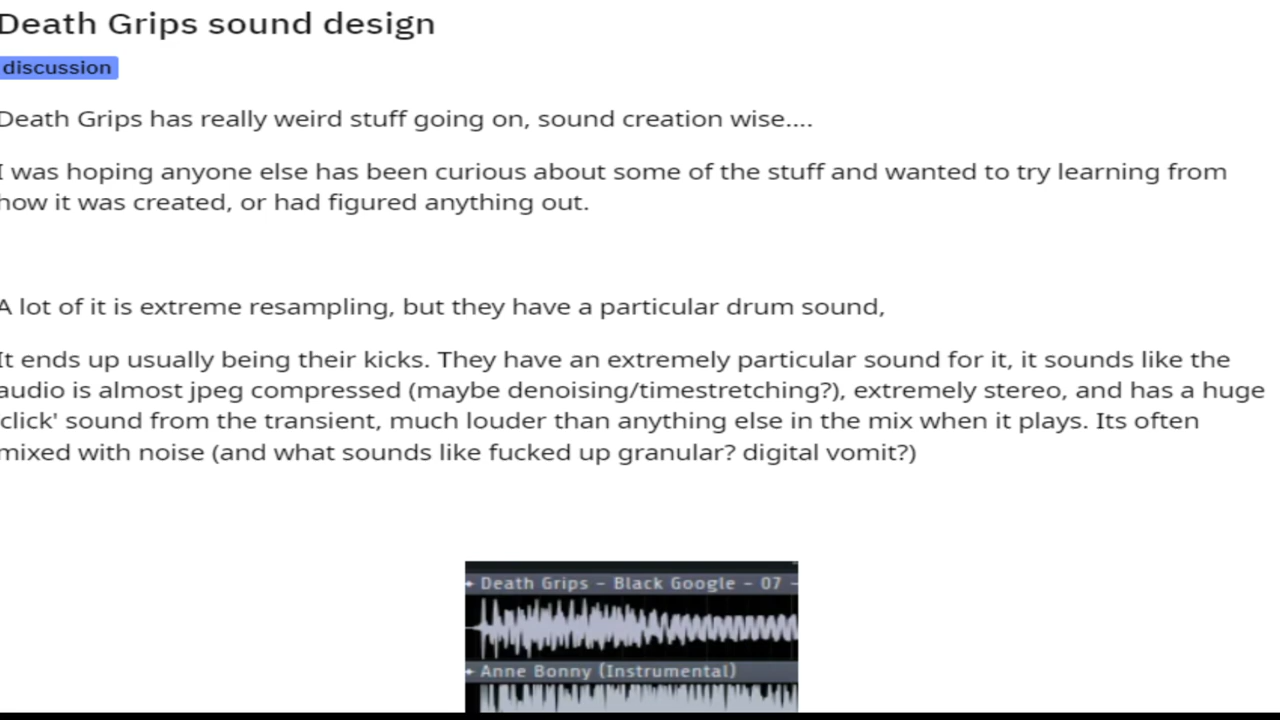 Death Grips sound design
discussion
Death Grips has really weird stuff going on, sound creation wise....
I was hoping anyone else has been curious about some of the stuff and wanted to try learning from
how it was created, or had figured anything out.
A lot of it is extreme resampling, but they have a particular drum sound,
It ends up usually being their kicks. They have an extremely particular sound for it, it sounds like the
audio is almost jpeg compressed (maybe denoising/timestretching?), extremely stereo, and has a huge
'click' sound from the transient, much louder than anything else in the mix when it plays. Its often
mixed with noise (and what sounds like fucked up granular? digital vomit?)
Death Grips - Black Google - 07 -
Anne Bonny (Instrumental)